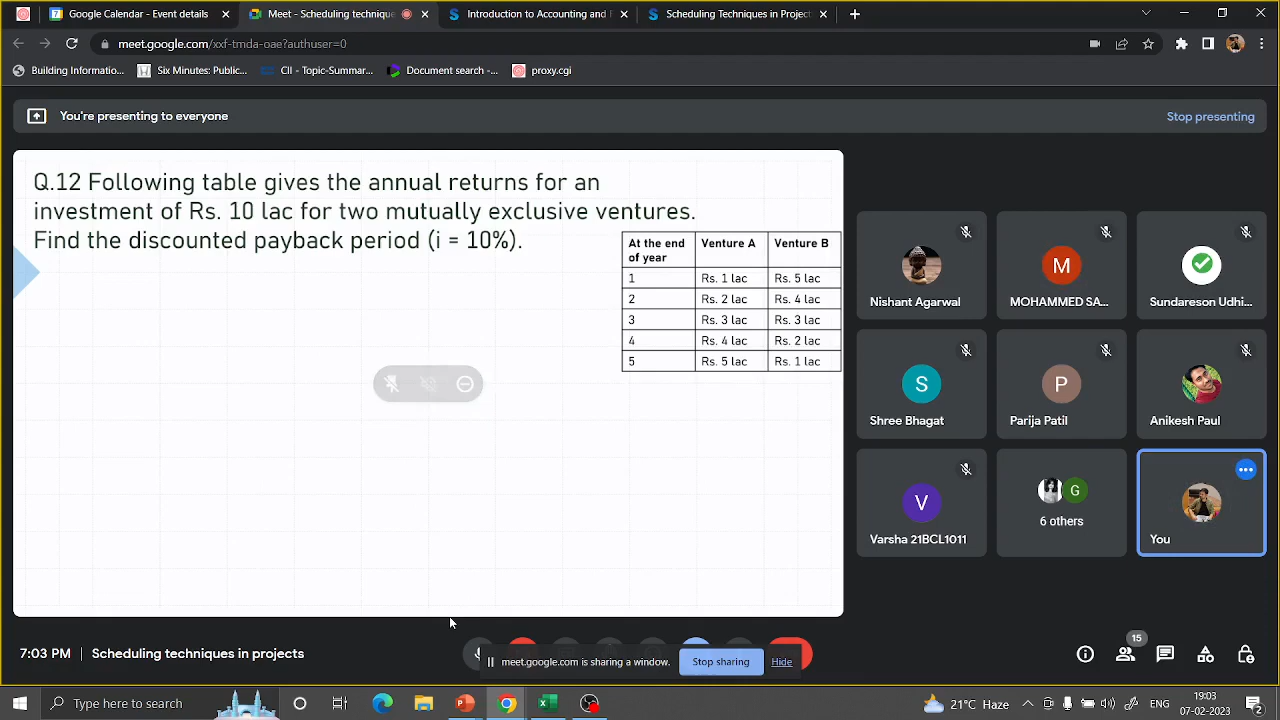 Google Calendar - Event details
Meet - Scheduling technique
Introduction to Accounting and F
Scheduling Techniques in Project
meet.google.com/xxf-tmda-oae?authuser=0
Building Informatio...
Six Minutes: Public...
CII - Topic-Summar...
Document search -...
proxy.cgi
You're presenting to everyone
Stop presenting
Q.12 Following table gives the annual returns for an
investment of Rs. 10 lac for two mutually exclusive ventures.
Find the discounted payback period (i = 10%).
At the end of year Venture A Venture B
1 Rs. 1 lac Rs. 5 lac
2 Rs. 2 lac Rs. 4 lac
3 Rs. 3 lac Rs. 3 lac
4 Rs. 4 lac Rs. 2 lac
5 Rs. 5 lac Rs. 1 lac
Nishant Agarwal
M
MOHAMMED SA...
Sundareson Udhi...
S
Shree Bhagat
P
Parija Patil
Anikesh Paul
V
Varsha 21BCL1011
G
6 others
You
7:03 PM | Scheduling techniques in projects
meet.google.com is sharing a window.
Stop sharing
Hide
15
Type here to search
21°C Haze
ENG
19:03
07-02-2023
2